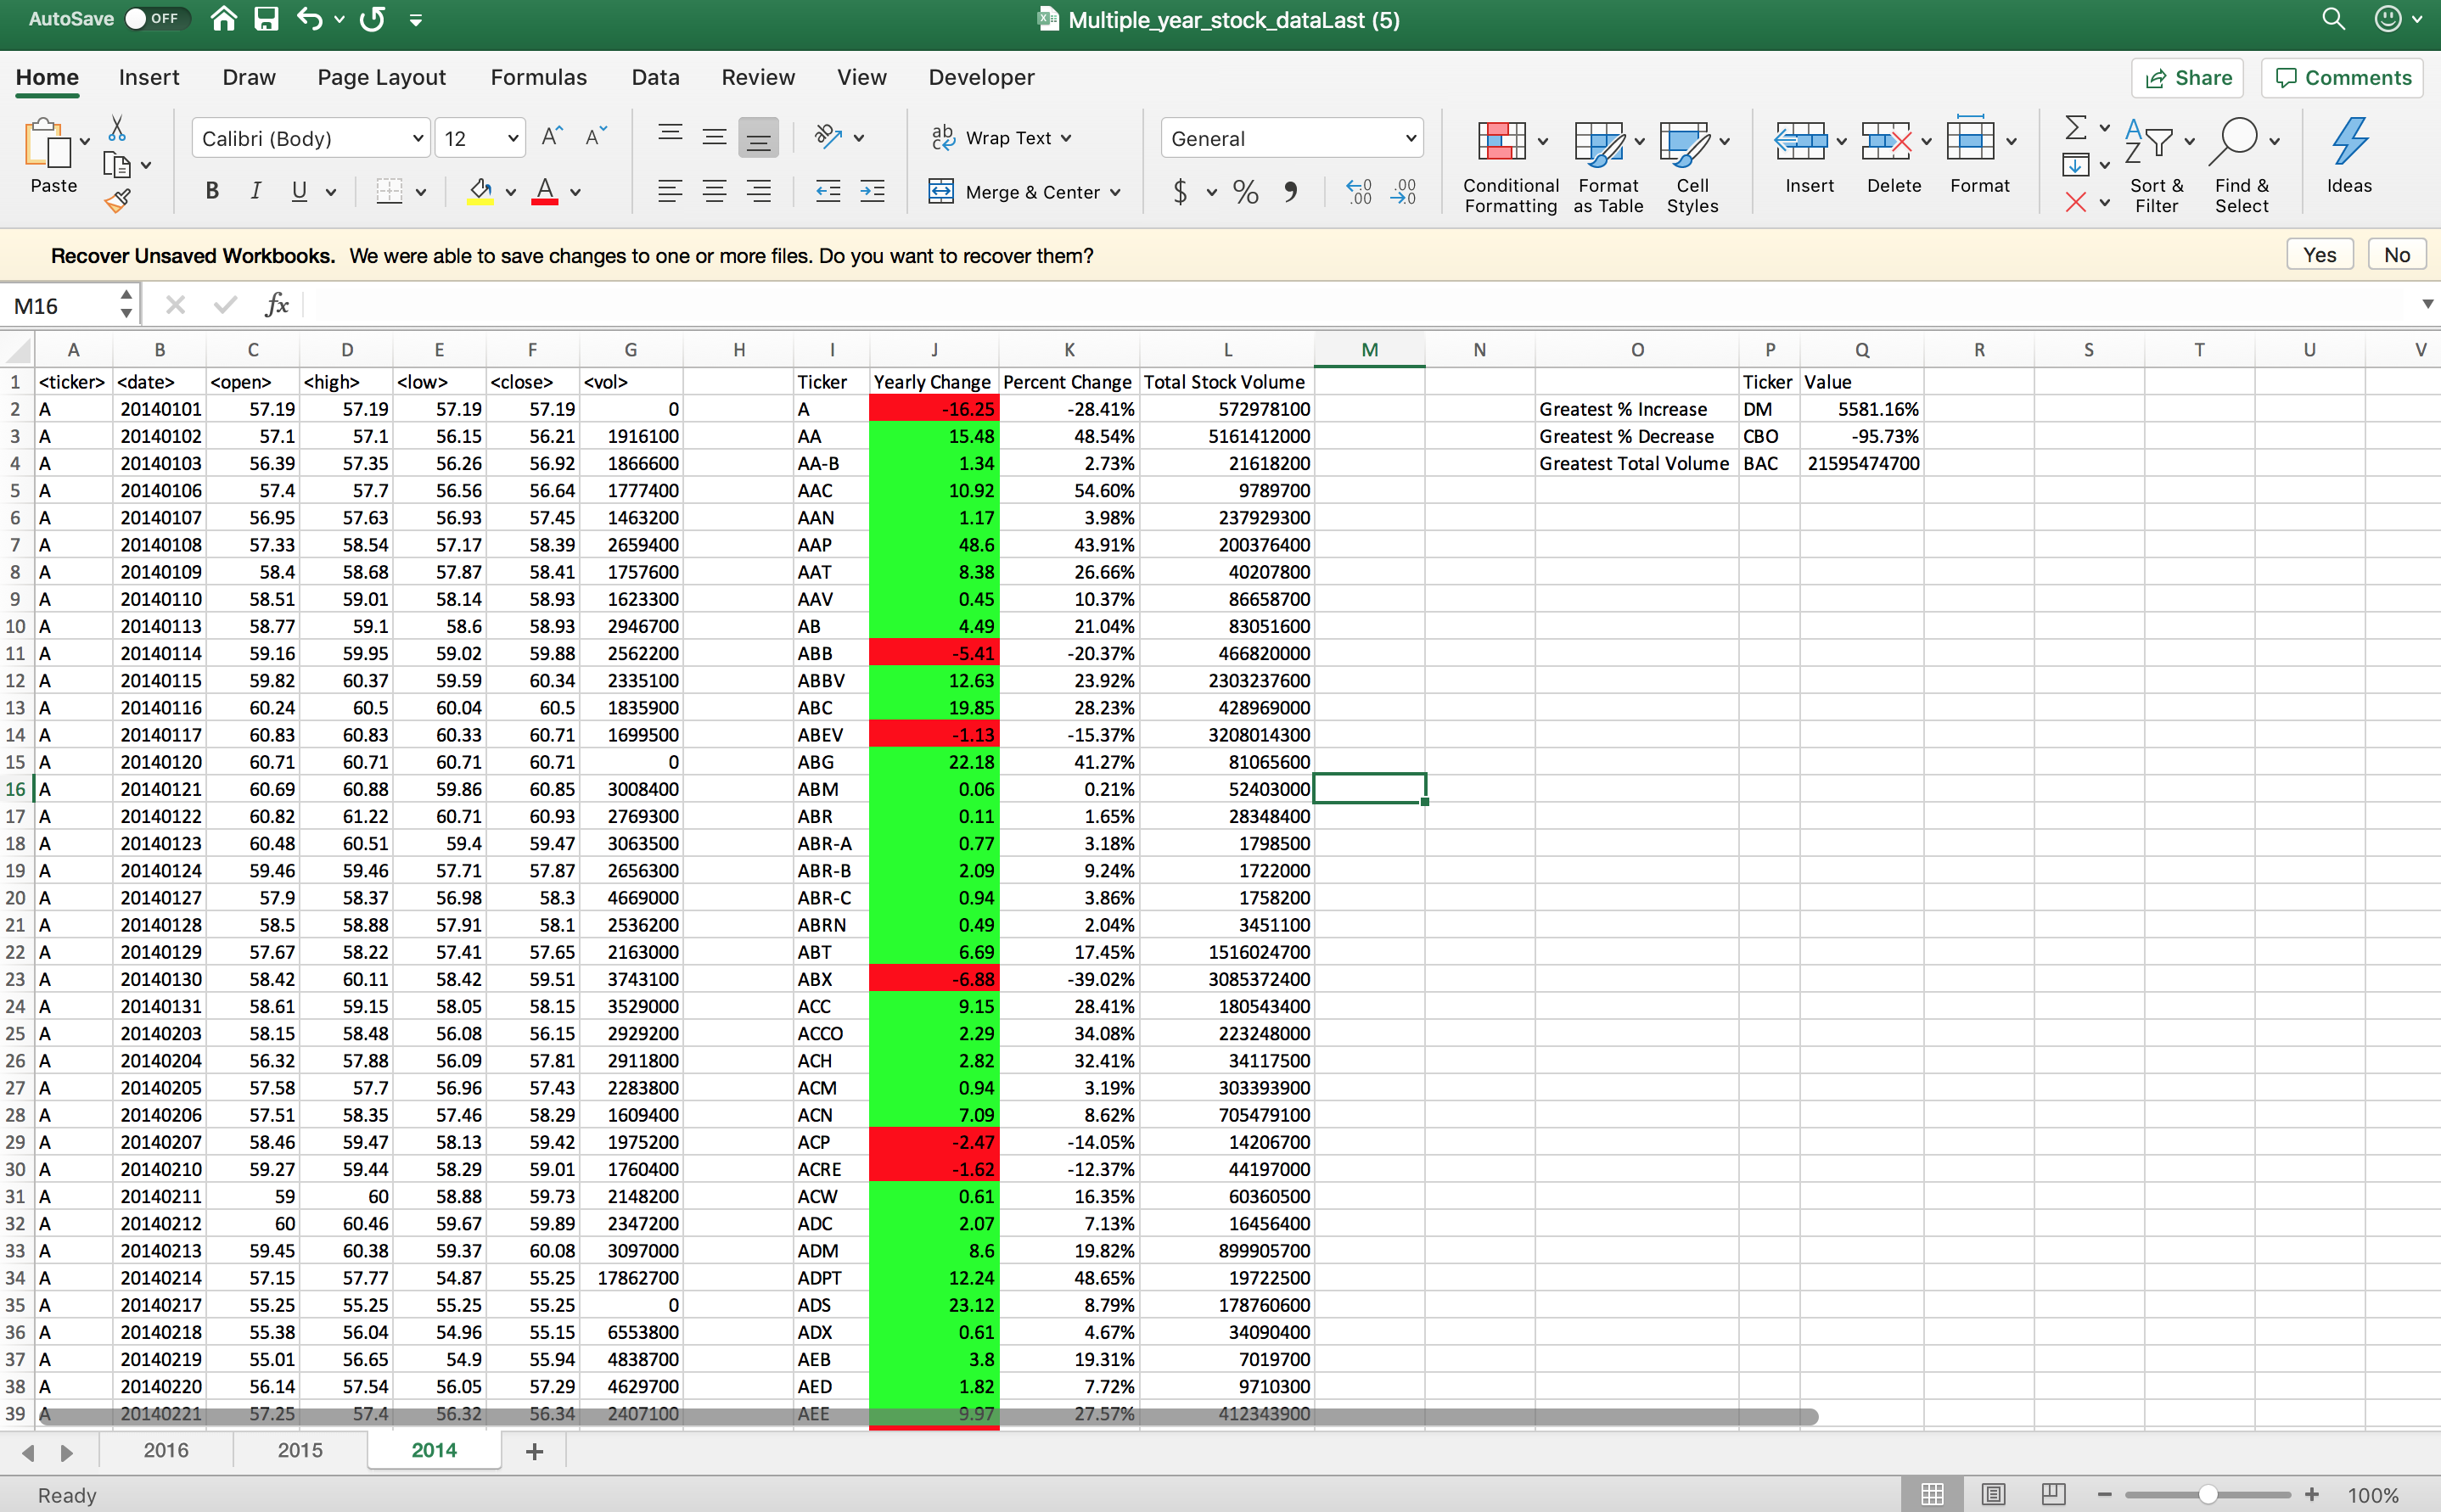 AutoSave OFF Multiple_year_stock_dataLast (5)
Home Insert Draw Page Layout Formulas Data Review View Developer Share Comments
Paste
Calibri (Body) 12
B I U A
Wrap Text
Merge & Center
General
$ % ,
Conditional Formatting
Format as Table
Cell Styles
Insert
Delete
Format
Sort & Filter
Find & Select
Ideas
Recover Unsaved Workbooks. We were able to save changes to one or more files. Do you want to recover them? Yes No
M16 fx
A B C D E F G H I J K L M N O P Q R S T U V
1 <ticker> <date> <open> <high> <low> <close> <vol> Ticker Yearly Change Percent Change Total Stock Volume Ticker Value
2 A 20140101 57.19 57.19 57.19 57.19 0 A -16.25 -28.41% 572978100 Greatest % Increase DM 5581.16%
3 A 20140102 57.1 57.1 56.15 56.21 1916100 AA 15.48 48.54% 5161412000 Greatest % Decrease CBO -95.73%
4 A 20140103 56.39 57.35 56.26 56.92 1866600 AA-B 1.34 2.73% 21618200 Greatest Total Volume BAC 21595474700
5 A 20140106 57.4 57.7 56.56 56.64 1777400 AAC 10.92 54.60% 9789700
6 A 20140107 56.95 57.63 56.93 57.45 1463200 AAN 1.17 3.98% 237929300
7 A 20140108 57.33 58.54 57.17 58.39 2659400 AAP 48.6 43.91% 200376400
8 A 20140109 58.4 58.68 57.87 58.41 1757600 AAT 8.38 26.66% 40207800
9 A 20140110 58.51 59.01 58.14 58.93 1623300 AAV 0.45 10.37% 86658700
10 A 20140113 58.77 59.1 58.6 58.93 2946700 AB 4.49 21.04% 83051600
11 A 20140114 59.16 59.95 59.02 59.88 2562200 ABB -5.41 -20.37% 466820000
12 A 20140115 59.82 60.37 59.59 60.34 2335100 ABBV 12.63 23.92% 2303237600
13 A 20140116 60.24 60.5 60.04 60.5 1835900 ABC 19.85 28.23% 428969000
14 A 20140117 60.83 60.83 60.33 60.71 1699500 ABEV -1.13 -15.37% 3208014300
15 A 20140120 60.71 60.71 60.71 60.71 0 ABG 22.18 41.27% 81065600
16 A 20140121 60.69 60.88 59.86 60.85 3008400 ABM 0.06 0.21% 52403000
17 A 20140122 60.82 61.22 60.71 60.93 2769300 ABR 0.11 1.65% 28348400
18 A 20140123 60.48 60.51 59.4 59.47 3063500 ABR-A 0.77 3.18% 1798500
19 A 20140124 59.46 59.46 57.71 57.87 2656300 ABR-B 2.09 9.24% 1722000
20 A 20140127 57.9 58.37 56.98 58.3 4669000 ABR-C 0.94 3.86% 1758200
21 A 20140128 58.5 58.88 57.91 58.1 2536200 ABRN 0.49 2.04% 3451100
22 A 20140129 57.67 58.22 57.41 57.65 2163000 ABT 6.69 17.45% 1516024700
23 A 20140130 58.42 60.11 58.42 59.51 3743100 ABX -6.88 -39.02% 3085372400
24 A 20140131 58.61 59.15 58.05 58.15 3529000 ACC 9.15 28.41% 180543400
25 A 20140203 58.15 58.48 56.08 56.15 2929200 ACCO 2.29 34.08% 223248000
26 A 20140204 56.32 57.88 56.09 57.81 2911800 ACH 2.82 32.41% 34117500
27 A 20140205 57.58 57.7 56.96 57.43 2283800 ACM 0.94 3.19% 303393900
28 A 20140206 57.51 58.35 57.46 58.29 1609400 ACN 7.09 8.62% 705479100
29 A 20140207 58.46 59.47 58.13 59.42 1975200 ACP -2.47 -14.05% 14206700
30 A 20140210 59.27 59.44 58.29 59.01 1760400 ACRE -1.62 -12.37% 44197000
31 A 20140211 59 60 58.88 59.73 2148200 ACW 0.61 16.35% 60360500
32 A 20140212 60 60.46 59.67 59.89 2347200 ADC 2.07 7.13% 16456400
33 A 20140213 59.45 60.38 59.37 60.08 3097000 ADM 8.6 19.82% 899905700
34 A 20140214 57.15 57.77 54.87 55.25 17862700 ADPT 12.24 48.65% 19722500
35 A 20140217 55.25 55.25 55.25 55.25 0 ADS 23.12 8.79% 178760600
36 A 20140218 55.38 56.04 54.96 55.15 6553800 ADX 0.61 4.67% 34090400
37 A 20140219 55.01 56.65 54.9 55.94 4838700 AEB 3.8 19.31% 7019700
38 A 20140220 56.14 57.54 56.05 57.29 4629700 AED 1.82 7.72% 9710300
39 A 20140221 57.25 57.4 56.32 56.34 2407100 AEE 9.97 27.57% 412343900
2016 2015 2014 +
Ready 100%